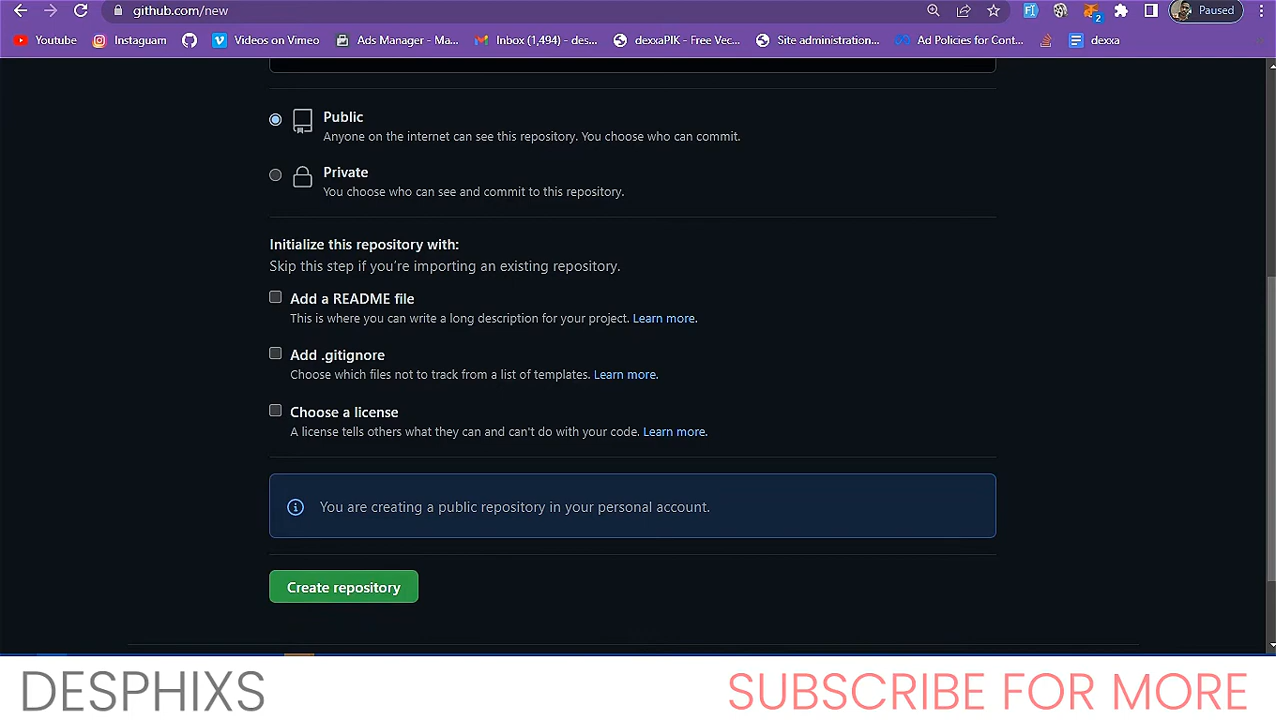 github.com/new
Paused
2
Youtube
Instaguam
Videos on Vimeo
Ads Manager - Ma...
Inbox (1,494) - des...
dexxaPIK - Free Vec...
Site administration...
Ad Policies for Cont...
dexxa
Public
Anyone on the internet can see this repository. You choose who can commit.
Private
You choose who can see and commit to this repository.
Initialize this repository with:
Skip this step if you're importing an existing repository.
Add a README file
This is where you can write a long description for your project. Learn more.
Add .gitignore
Choose which files not to track from a list of templates. Learn more.
Choose a license
A license tells others what they can and can't do with your code. Learn more.
You are creating a public repository in your personal account.
Create repository
DESPHIXS
SUBSCRIBE FOR MORE